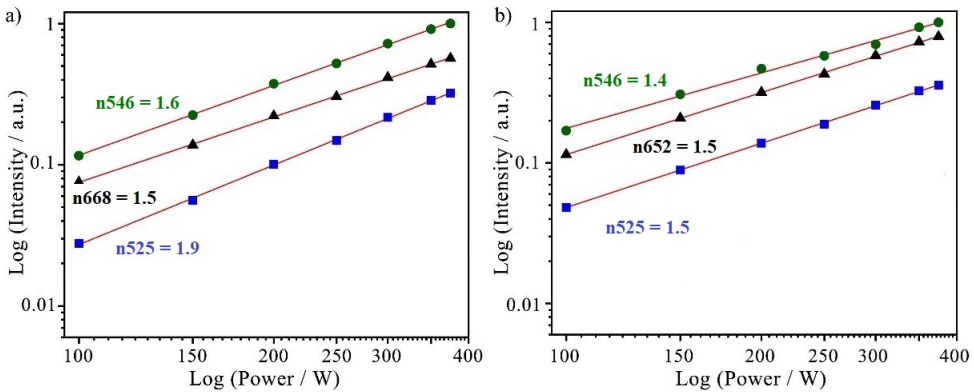 a)
Log (Intensity / a.u.)
1
0.1
0.01
n546 = 1.6
n668 = 1.5
n525 = 1.9
100
150
200
250
300
400
Log (Power / W)
b)
Log (Intensity / a.u.)
1
0.1
0.01
n546 = 1.4
n652 = 1.5
n525 = 1.5
100
150
200
250
300
400
Log (Power / W)